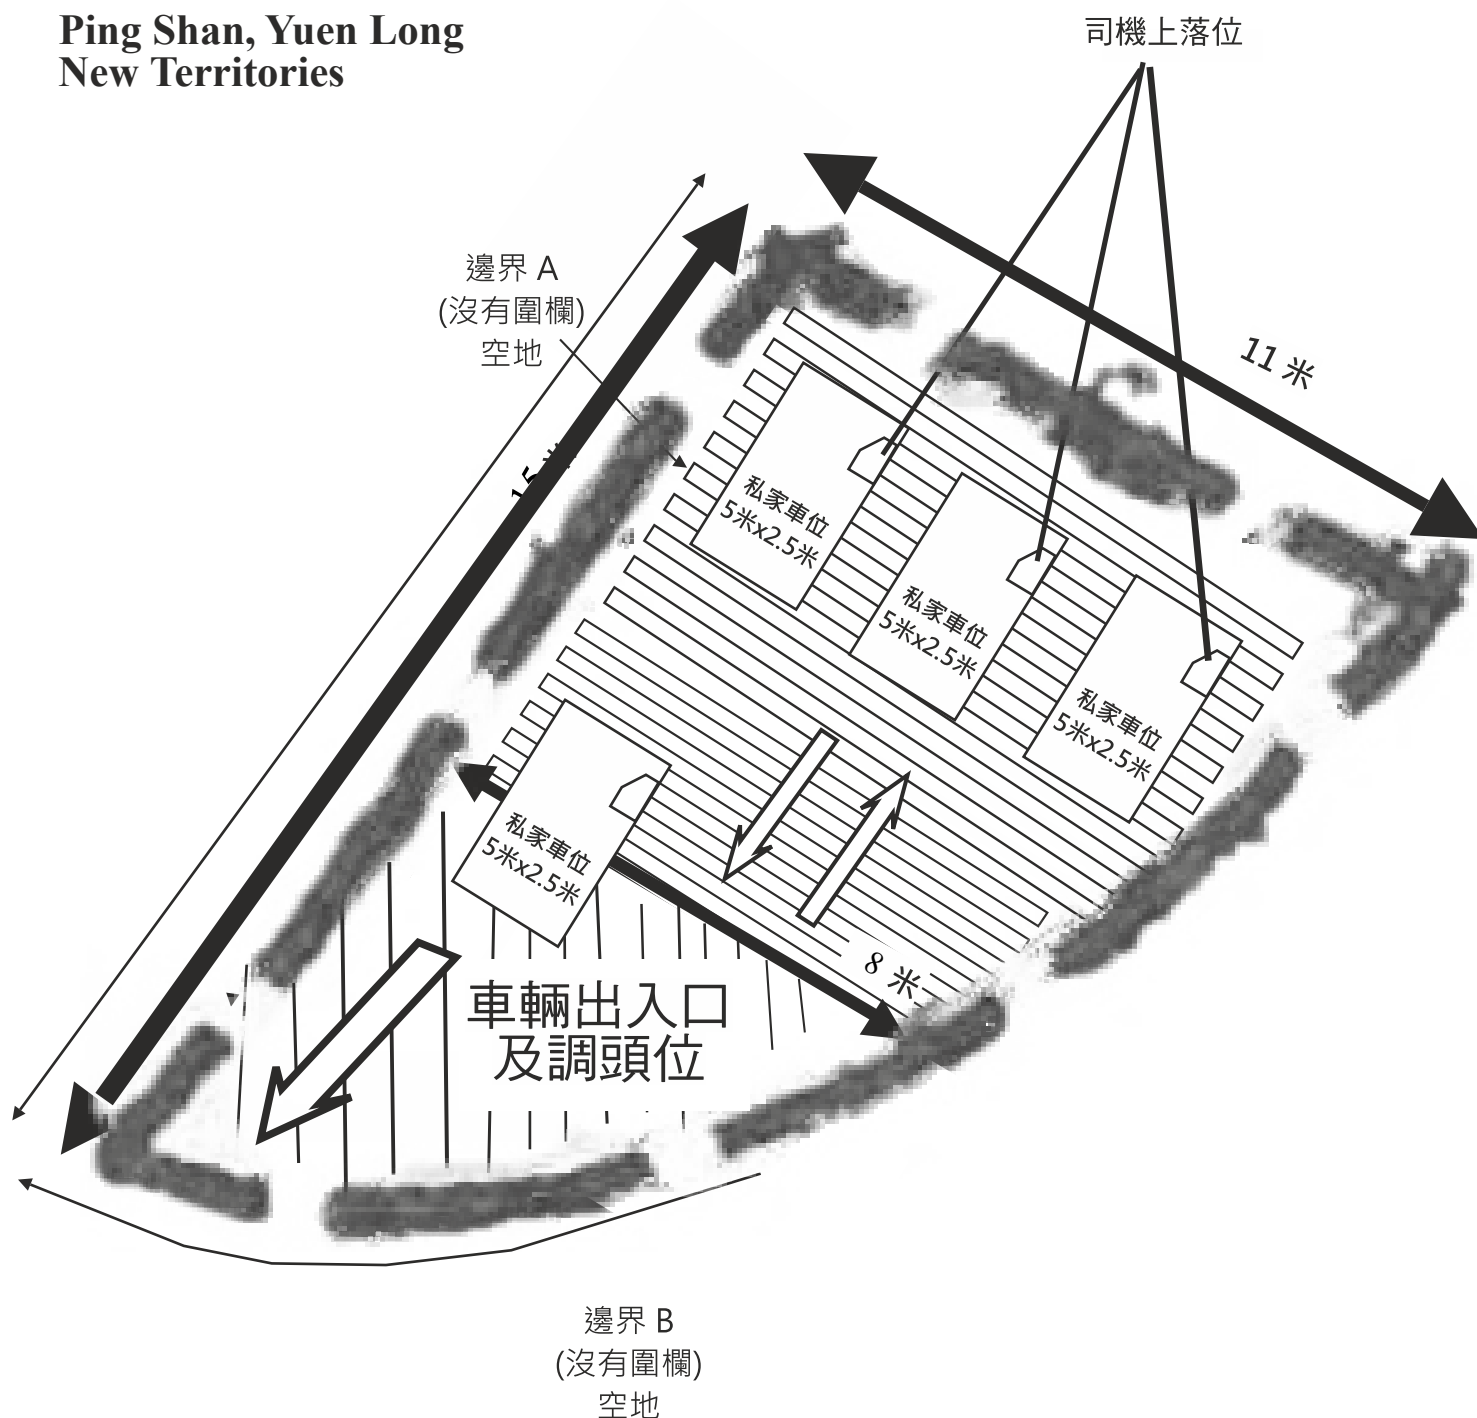 Ping Shan, Yuen Long
New Territories
司機上落位
邊界 A
(沒有圍欄)
空地
11 米
私家車位
5米x2.5米
私家車位
5米x2.5米
私家車位
5米x2.5米
私家車位
5米x2.5米
8 米
車輛出入口
及調頭位
邊界 B
(沒有圍欄)
空地